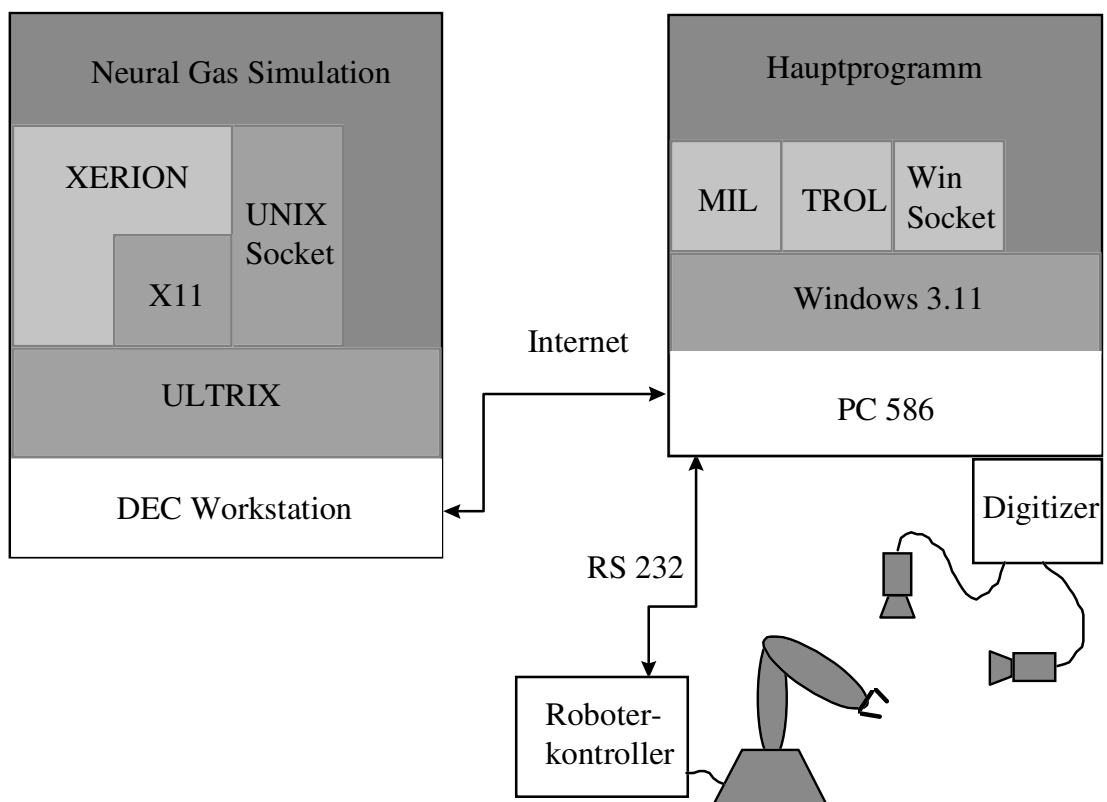 Neural Gas Simulation
XERION
UNIX
Socket
X11
ULTRIX
DEC Workstation
Internet
Hauptprogramm
MIL
TROL
Win
Socket
Windows 3.11
PC 586
Digitizer
RS 232
Roboter-
kontroller